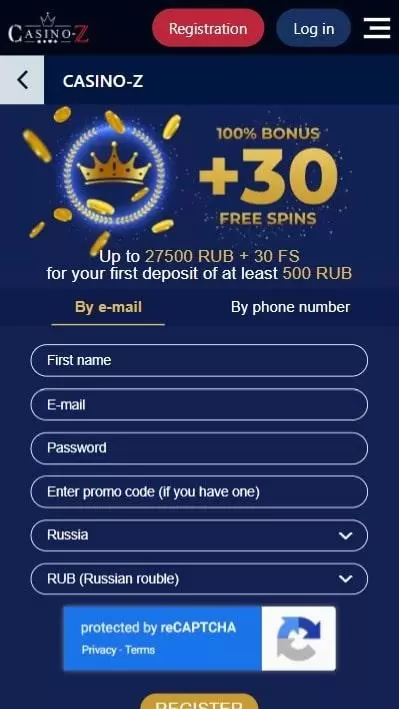 CASINO-Z
Registration
Log in
CASINO-Z
100% BONUS
+30
FREE SPINS
Up to 27500 RUB + 30 FS
for your first deposit of at least 500 RUB
By e-mail
By phone number
First name
E-mail
Password
Enter promo code (if you have one)
Russia
RUB (Russian rouble)
protected by reCAPTCHA
Privacy - Terms
REGISTER